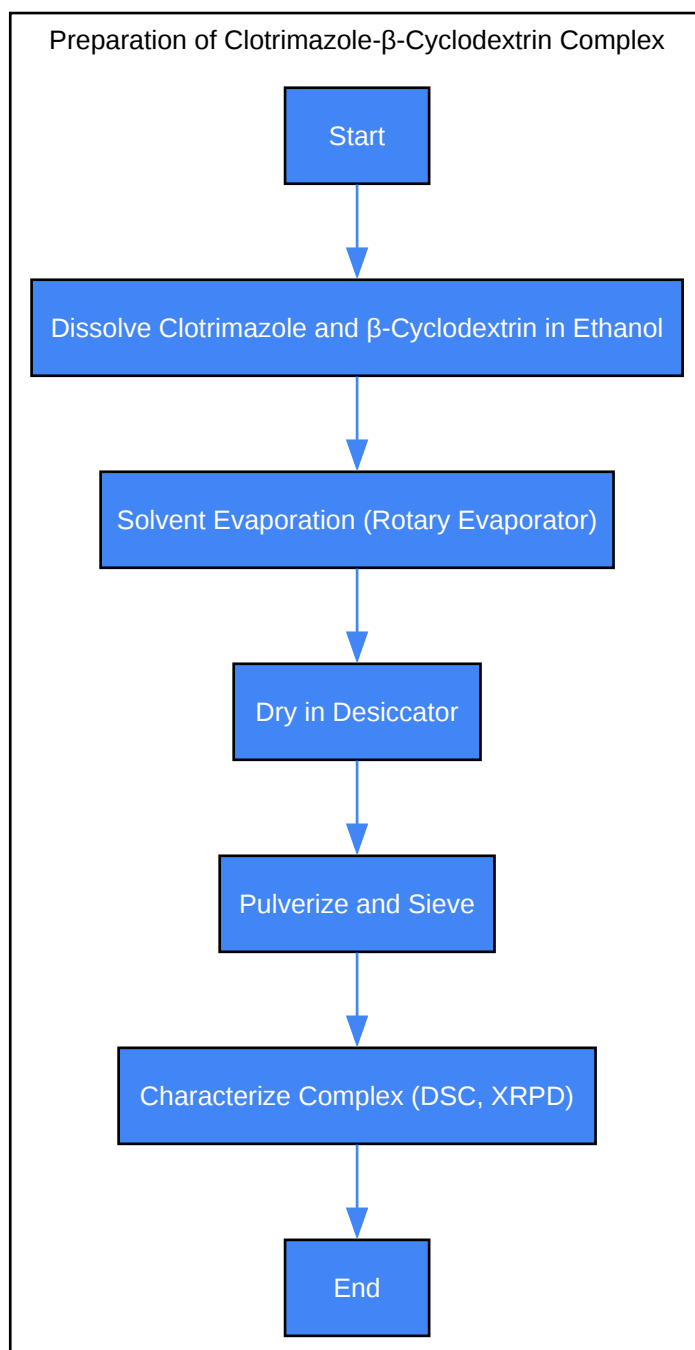 Preparation of Clotrimazole-β-Cyclodextrin Complex
Start
Dissolve Clotrimazole and β-Cyclodextrin in Ethanol
Solvent Evaporation (Rotary Evaporator)
Dry in Desiccator
Pulverize and Sieve
Characterize Complex (DSC, XRPD)
End